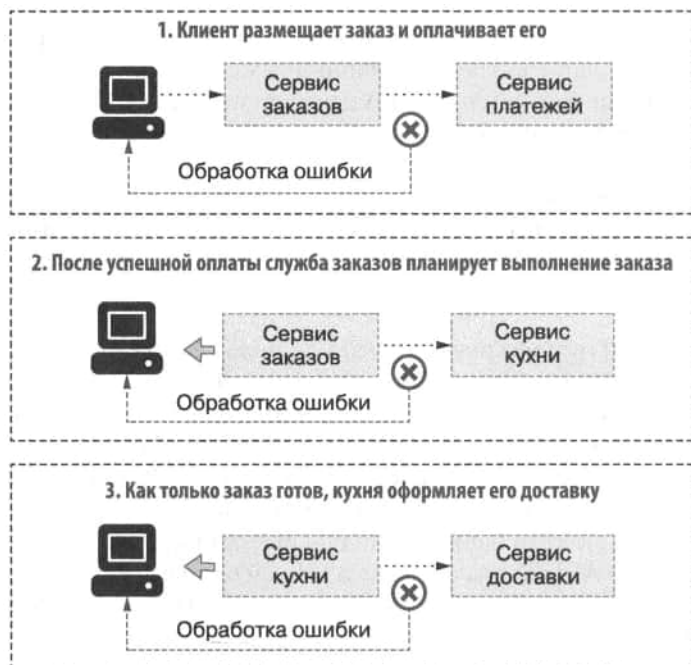 1. Клиент размещает заказ и оплачивает его
Сервис
заказов
Сервис
платежей
Обработка ошибки
2. После успешной оплаты служба заказов планирует выполнение заказа
Сервис
заказов
Сервис
кухни
Обработка ошибки
3. Как только заказ готов, кухня оформляет его доставку
Сервис
кухни
Сервис
доставки
Обработка ошибки